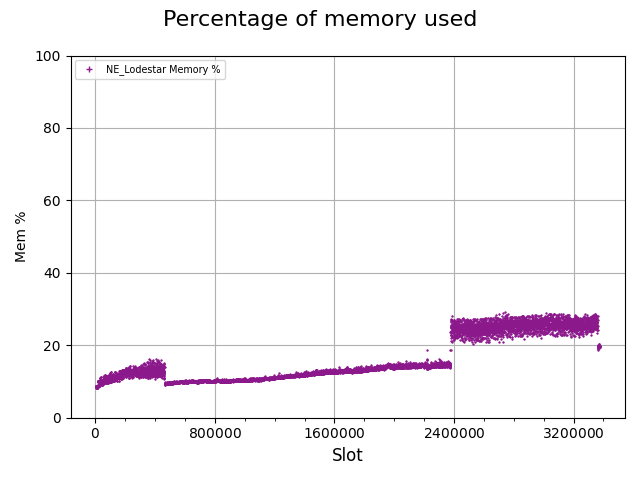 Percentage of memory used
NE_Lodestar Memory %
100
80
60
40
20
0
Mem %
0 800000 1600000 2400000 3200000
Slot